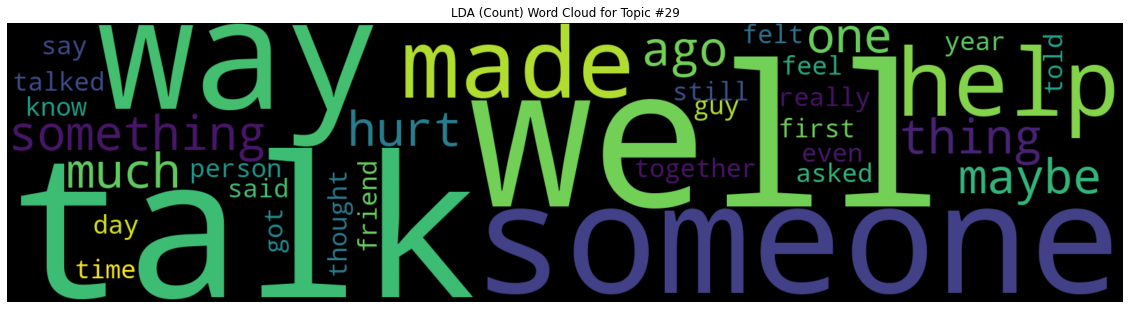 LDA (Count) Word Cloud for Topic #29
say way made ago felt one year told
talked feel help
know still really
something hurt guy first thing
much person well together even
said asked maybe
talk got thought friend someone
day
time